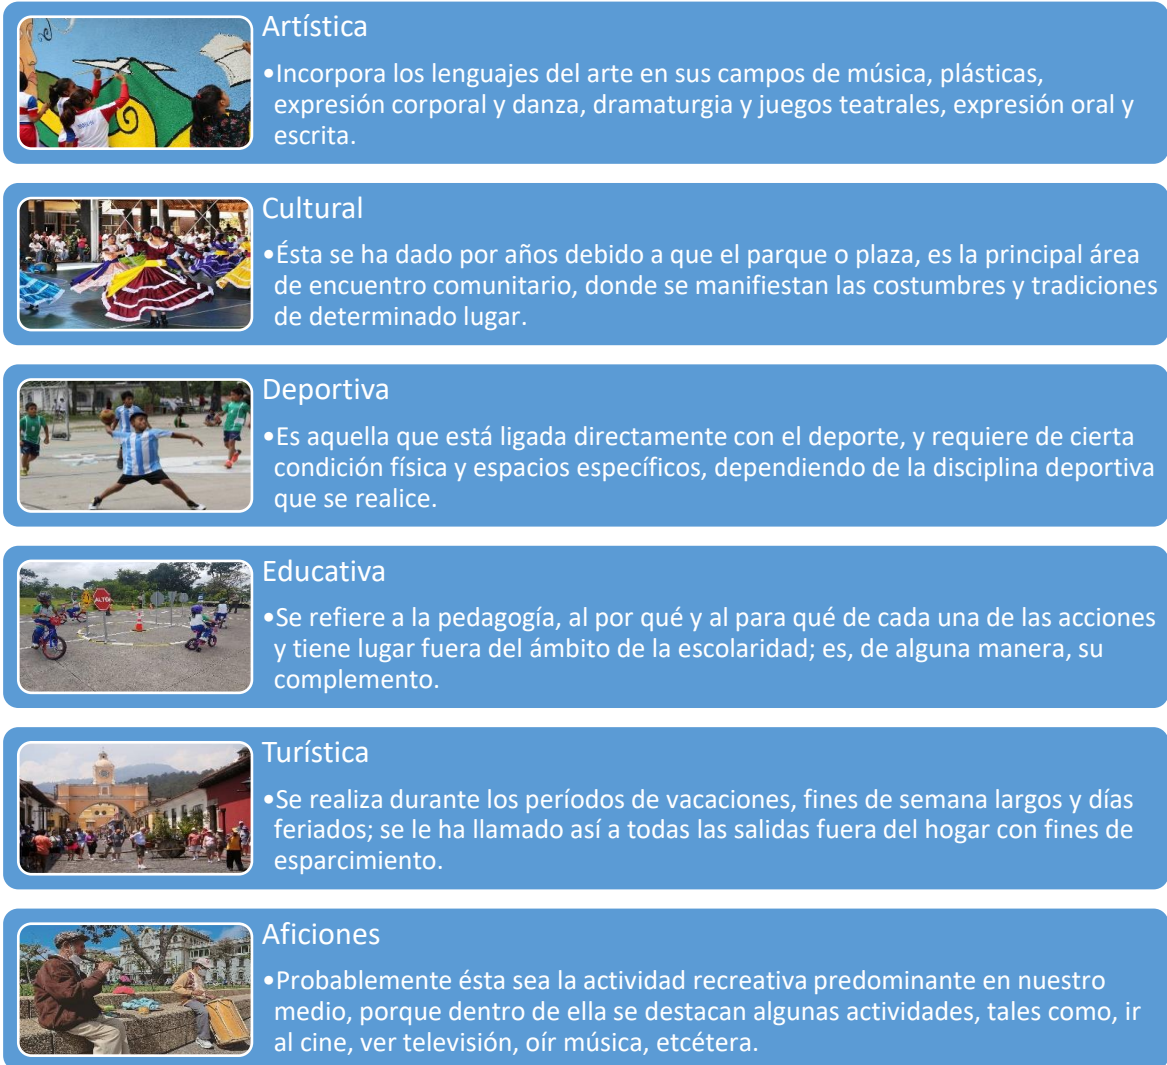 Artística
•Incorpora los lenguajes del arte en sus campos de música, plásticas,
expresión corporal y danza, dramaturgia y juegos teatrales, expresión oral y
escrita.
Cultural
•Ésta se ha dado por años debido a que el parque o plaza, es la principal área
de encuentro comunitario, donde se manifiestan las costumbres y tradiciones
de determinado lugar.
Deportiva
•Es aquella que está ligada directamente con el deporte, y requiere de cierta
condición física y espacios específicos, dependiendo de la disciplina deportiva
que se realice.
Educativa
ALTO
•Se refiere a la pedagogía, al por qué y al para qué de cada una de las acciones
y tiene lugar fuera del ámbito de la escolaridad; es, de alguna manera, su
complemento.
Turística
•Se realiza durante los períodos de vacaciones, fines de semana largos y días
feriados; se le ha llamado así a todas las salidas fuera del hogar con fines de
esparcimiento.
Aficiones
•Probablemente ésta sea la actividad recreativa predominante en nuestro
medio, porque dentro de ella se destacan algunas actividades, tales como, ir
al cine, ver televisión, oír música, etcétera.